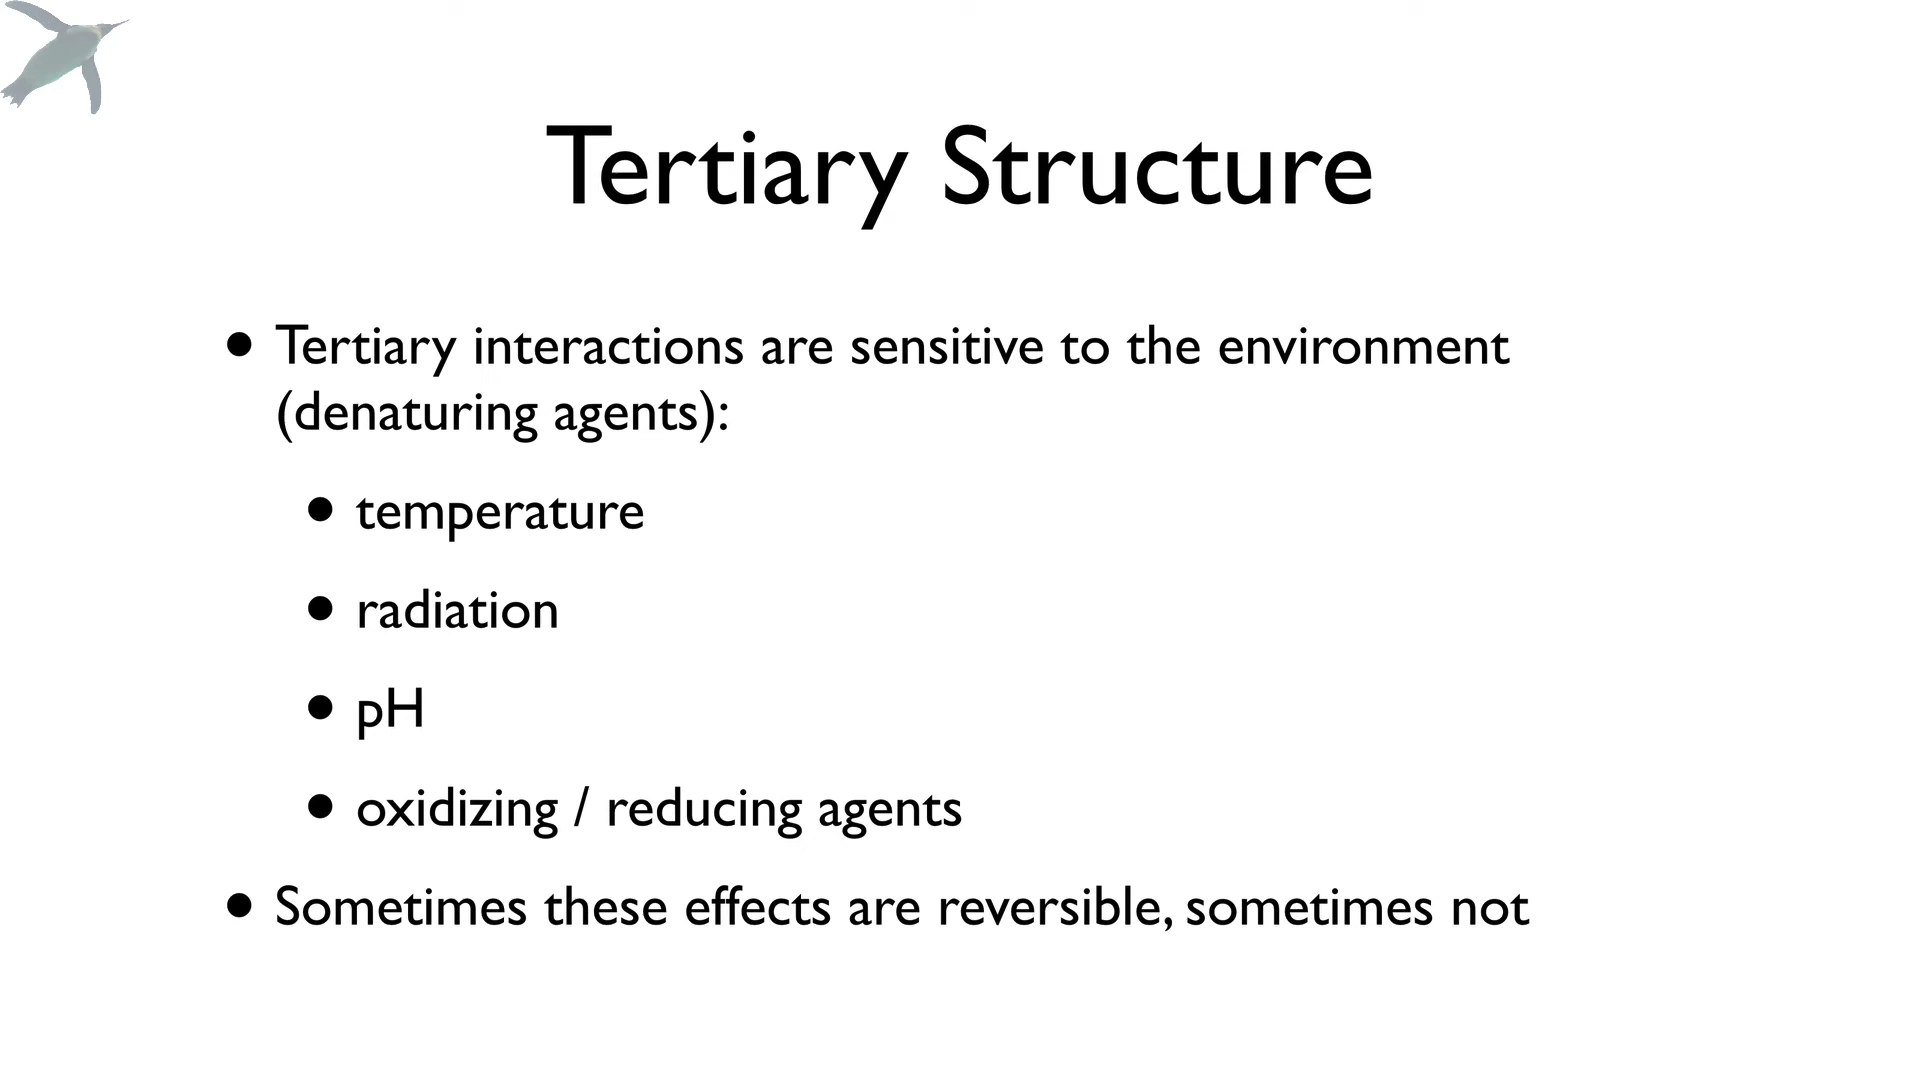 Tertiary Structure
• Tertiary interactions are sensitive to the environment
(denaturing agents):
• temperature
• radiation
• pH
• oxidizing / reducing agents
• Sometimes these effects are reversible, sometimes not